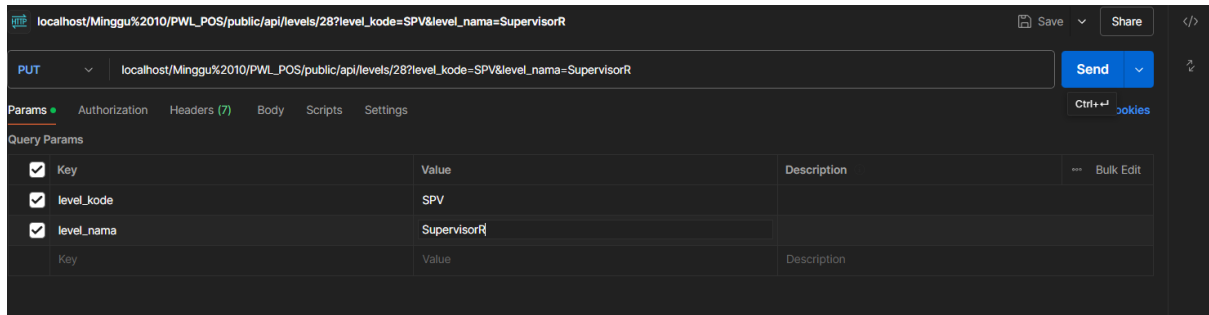 HTTP localhost/Minggu%2010/PWL_POS/public/api/levels/28?level_kode=SPV&level_nama=SupervisorR Save Share </>
PUT localhost/Minggu%2010/PWL_POS/public/api/levels/28?level_kode=SPV&level_nama=SupervisorR Send
Params Authorization Headers (7) Body Scripts Settings Ctrl+↵ ookies
Query Params
Key Value Description Bulk Edit
level_kode SPV
level_nama SupervisorR
Key Value Description